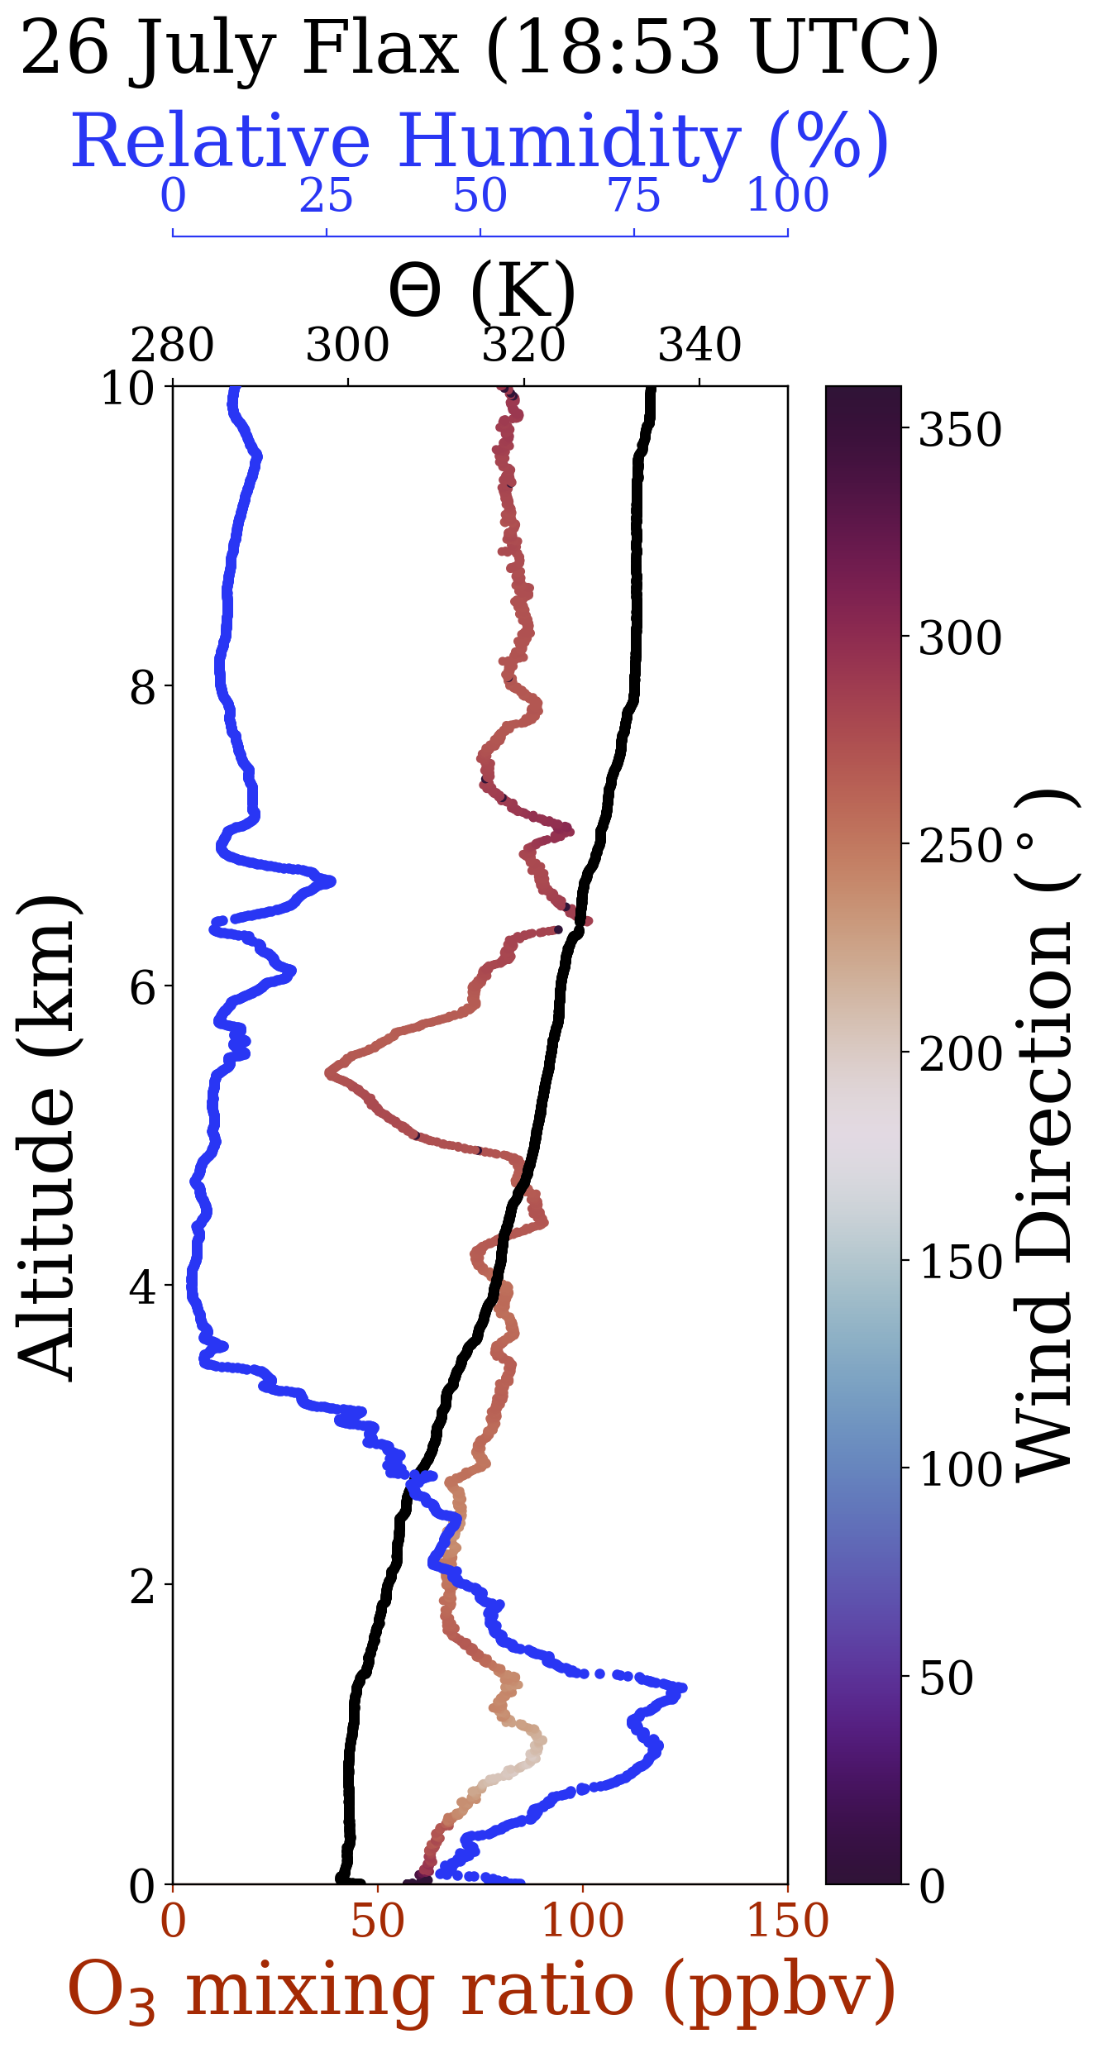 26 July Flax (18:53 UTC)
Relative Humidity (%)
0 25 50 75 100
Θ (K)
280 300 320 340
10
8
6
4
2
0
Altitude (km)
0 50 100 150
O₃ mixing ratio (ppbv)
350
300
250
200
150
100
50
0
Wind Direction (°)